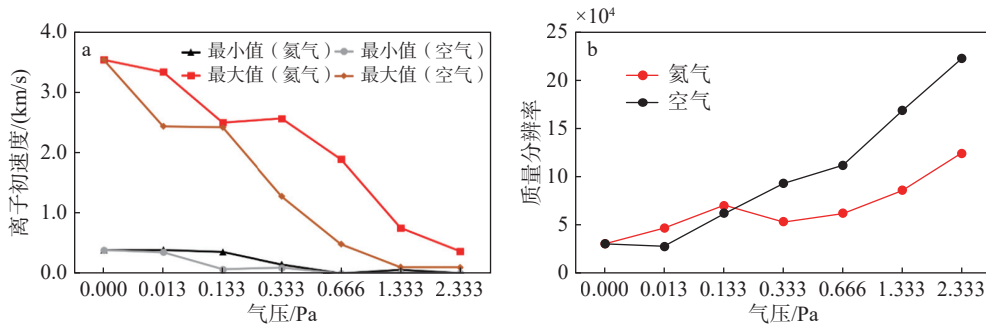 a
最小值（氦气）
最小值（空气）
最大值（氦气）
最大值（空气）
离子初速度/(km/s)
4.0
3.0
2.0
1.0
0.0
0.000 0.013 0.133 0.333 0.666 1.333 2.333
气压/Pa
×10⁴
b
氦气
空气
质量分辨率
25
20
15
10
5
0
0.000 0.013 0.133 0.333 0.666 1.333 2.333
气压/Pa